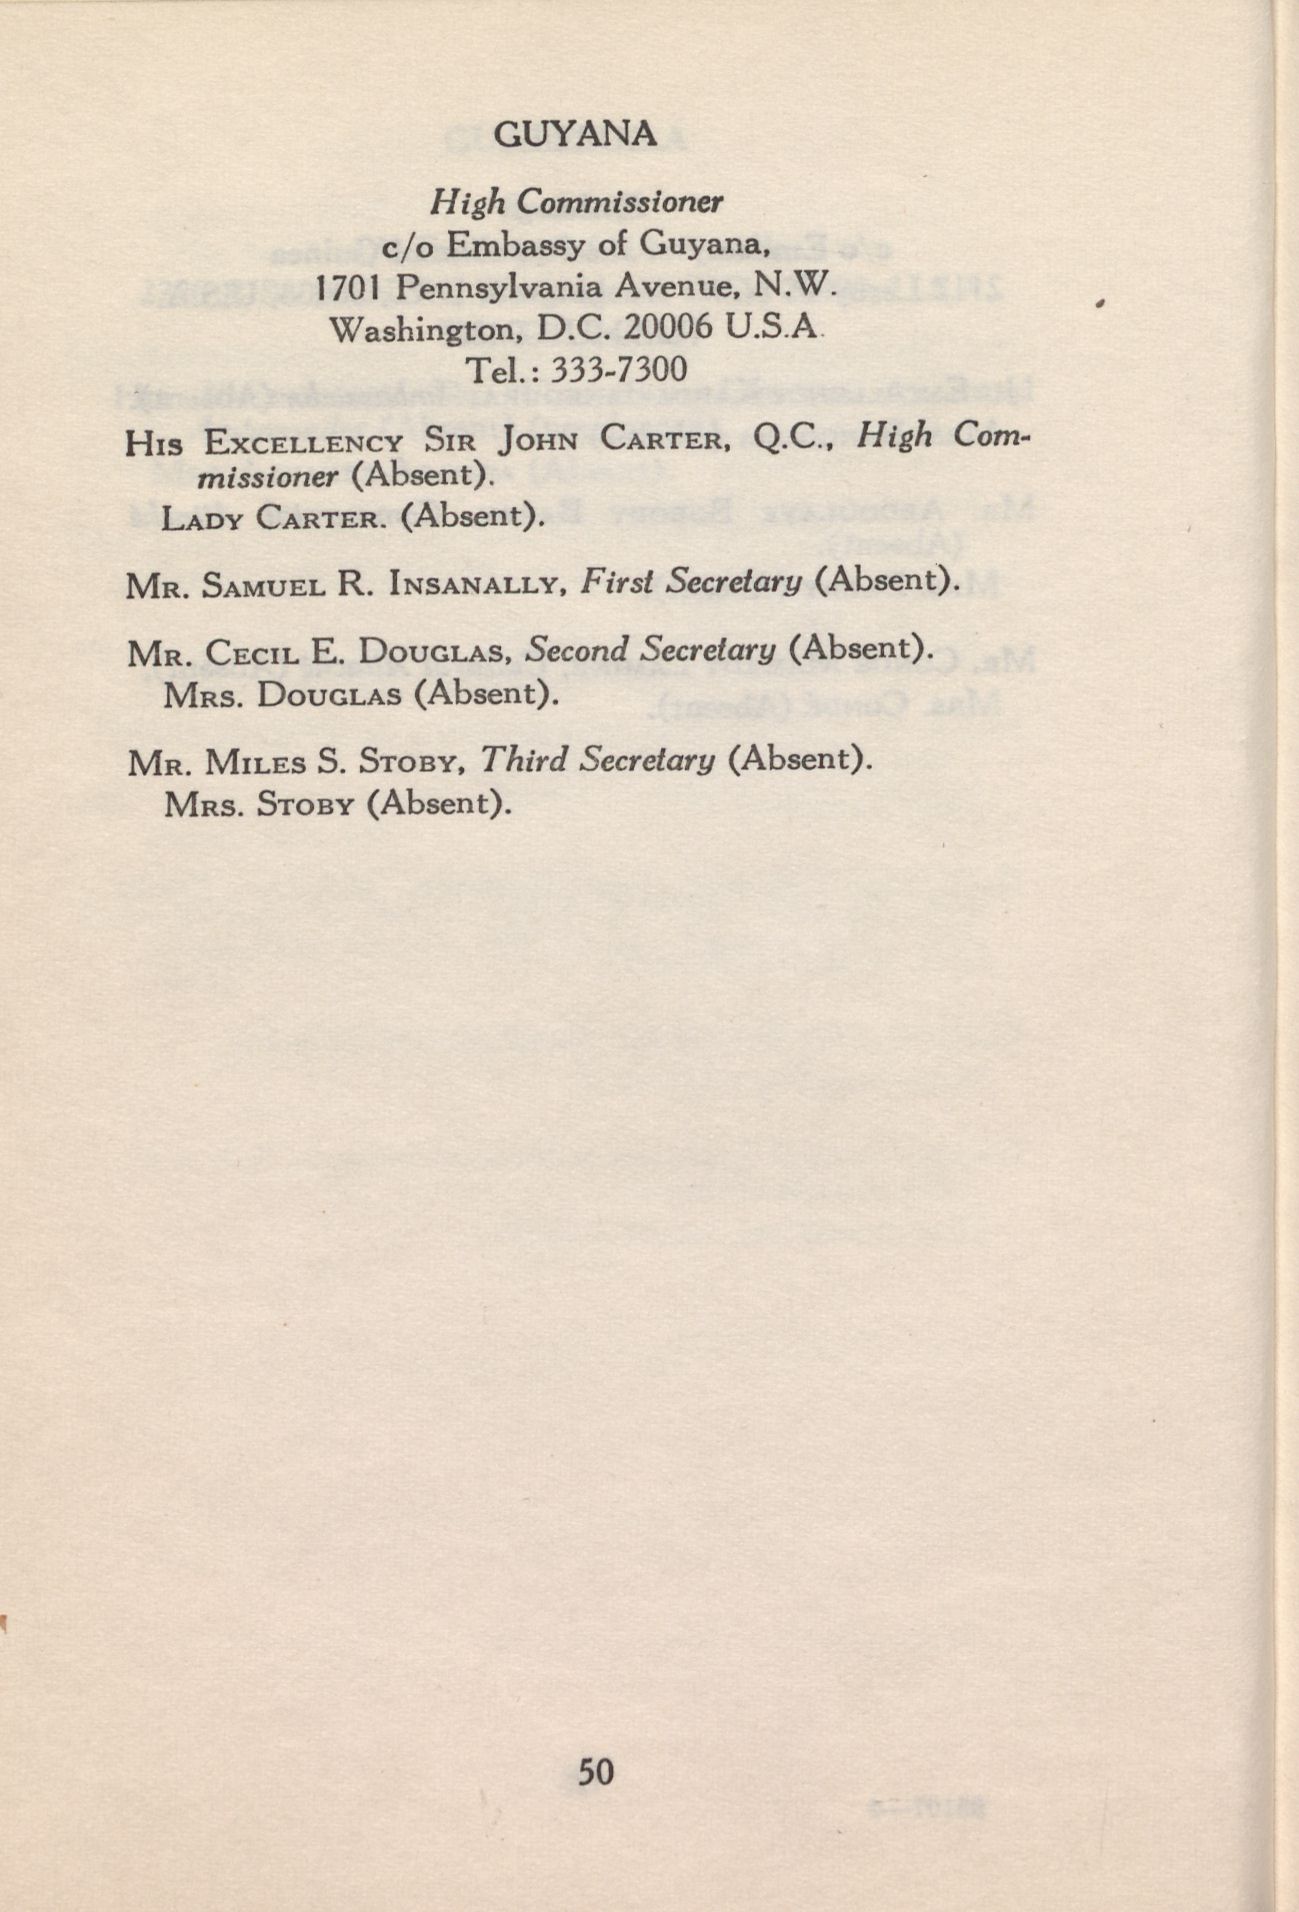 GUYANA
High Commissioner
c/o Embassy of Guyana,
1701 Pennsylvania Avenue, N.W.
Washington, D.C. 20006 U.S.A.
Tel.: 333-7300
HIS EXCELLENCY SIR JOHN CARTER, Q.C., High Com-
missioner (Absent).
LADY CARTER. (Absent).
MR. SAMUEL R. INSANALLY, First Secretary (Absent).
MR. CECIL E. DOUGLAS, Second Secretary (Absent).
MRS. DOUGLAS (Absent).
MR. MILES S. STOBY, Third Secretary (Absent).
MRS. STOBY (Absent).
50